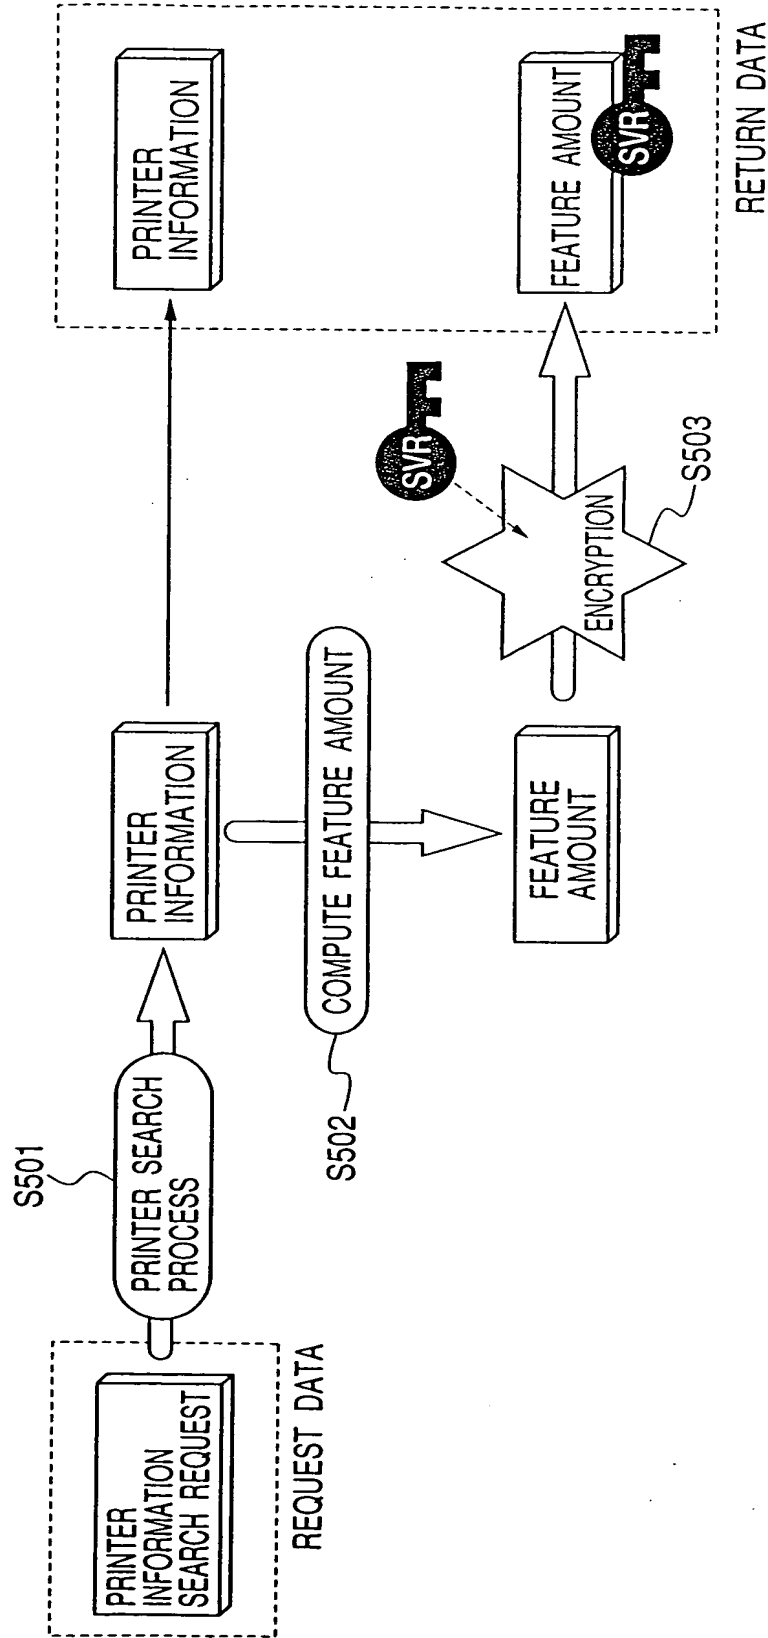 PRINTER
INFORMATION
SEARCH REQUEST
REQUEST DATA
S501
PRINTER SEARCH
PROCESS
PRINTER
INFORMATION
S502
COMPUTE FEATURE AMOUNT
FEATURE
AMOUNT
SVR
ENCRYPTION
S503
PRINTER
INFORMATION
FEATURE AMOUNT
SVR
RETURN DATA